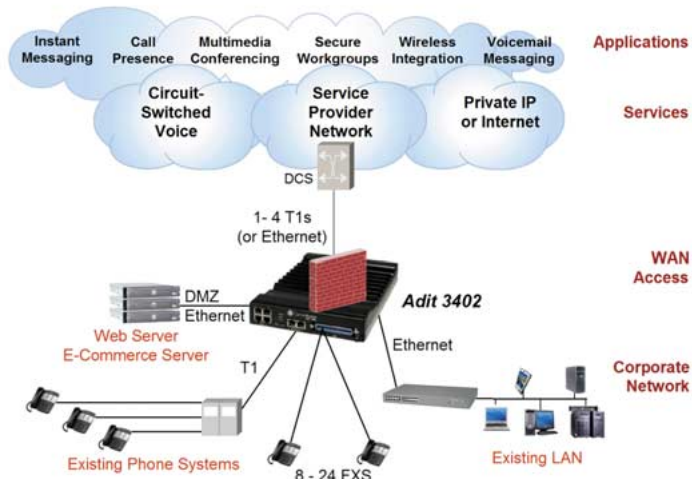 Instant
Messaging
Call
Presence
Multimedia
Conferencing
Secure
Workgroups
Wireless
Integration
Voicemail
Messaging
Applications
Circuit-
Switched
Voice
Service
Provider
Network
Private IP
or Internet
Services
DCS
1- 4 T1s
(or Ethernet)
WAN
Access
Adit 3402
DMZ
Ethernet
Web Server
E-Commerce Server
Ethernet
T1
Corporate
Network
Existing Phone Systems
8 - 24 FXS
Existing LAN